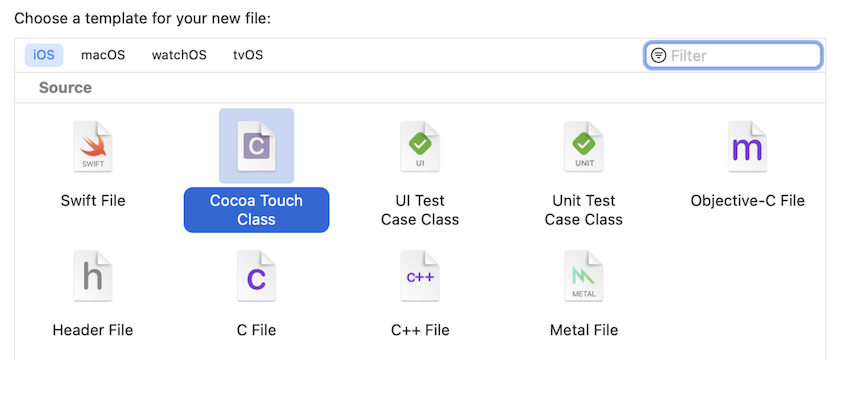 Choose a template for your new file:
iOS macOS watchOS tvOS Filter
Source
SWIFT C UI UNIT m
Swift File Cocoa Touch Class UI Test Case Class Unit Test Case Class Objective-C File
h C C++ METAL
Header File C File C++ File Metal File